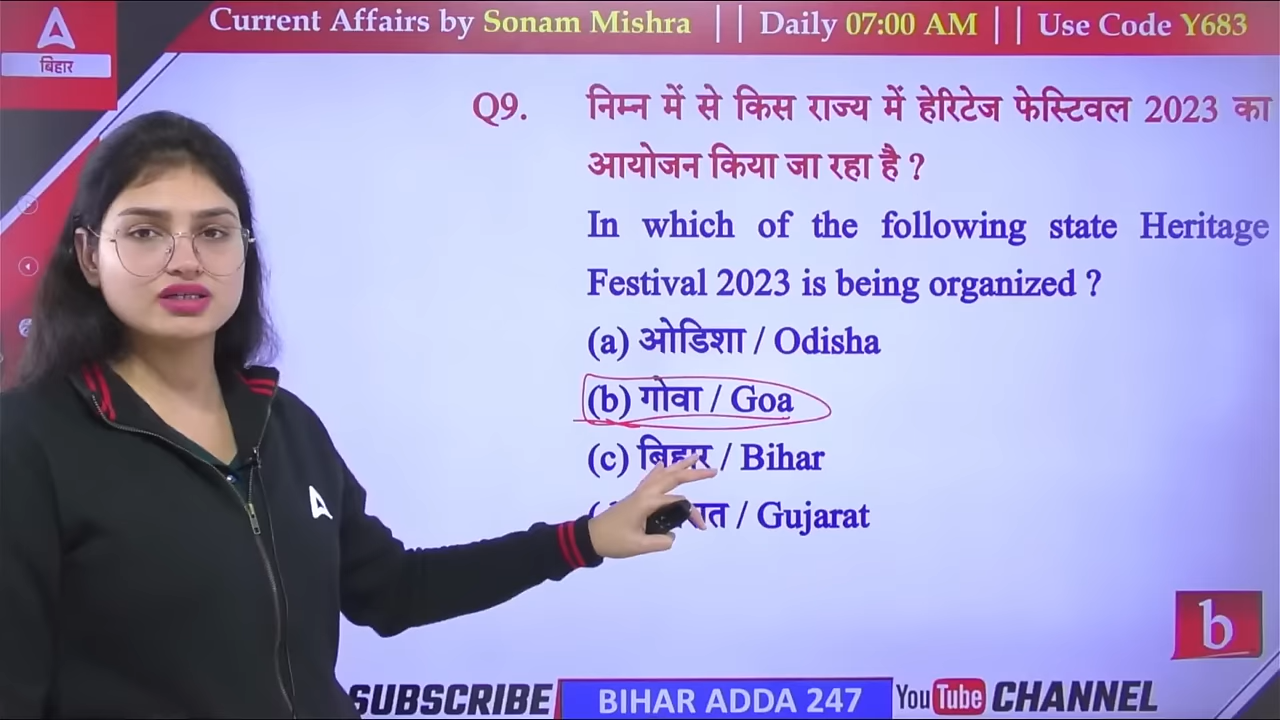 Current Affairs by Sonam Mishra || Daily 07:00 AM || Use Code Y683
बिहार
Q9. निम्न में से किस राज्य में हेरिटेज फेस्टिवल 2023 का
आयोजन किया जा रहा है ?
In which of the following state Heritage
Festival 2023 is being organized ?
(a) ओडिशा / Odisha
(b) गोवा / Goa
(c) बिहार / Bihar
त / Gujarat
b
SUBSCRIBE BIHAR ADDA 247 YouTube CHANNEL